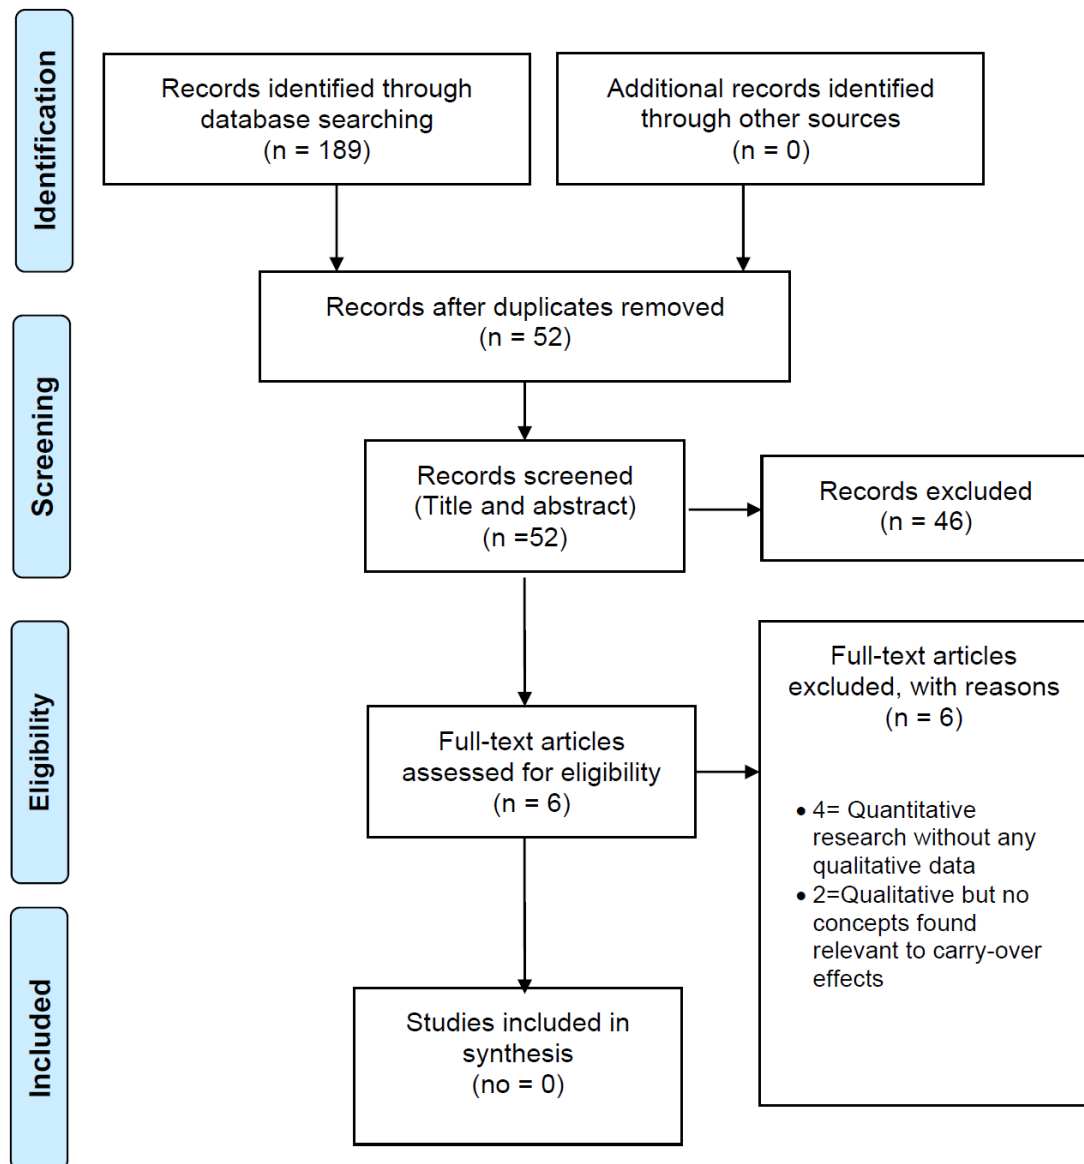 Identification
Records identified through
database searching
(n = 189)
Additional records identified
through other sources
(n = 0)
Screening
Records after duplicates removed
(n = 52)
Records screened
(Title and abstract)
(n =52)
Records excluded
(n = 46)
Eligibility
Full-text articles
assessed for eligibility
(n = 6)
Full-text articles
excluded, with reasons
(n = 6)
• 4= Quantitative
research without any
qualitative data
• 2=Qualitative but no
concepts found
relevant to carry-over
effects
Included
Studies included in
synthesis
(no = 0)